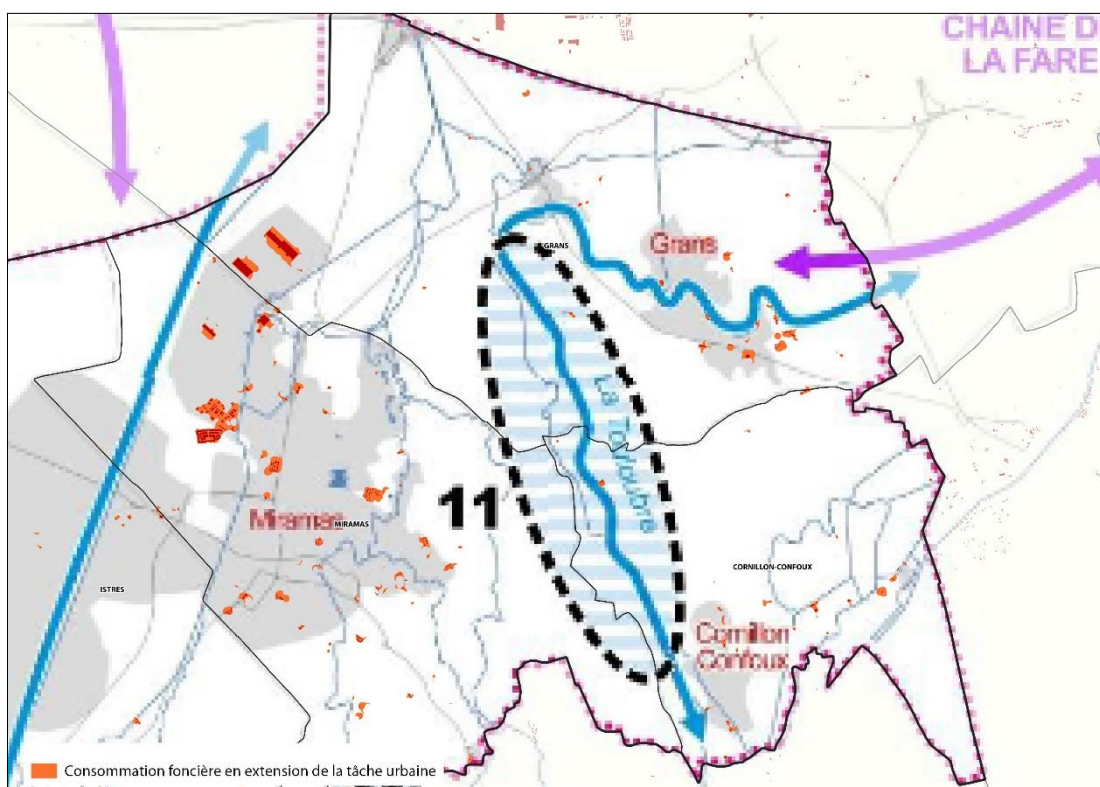 CHAINE D
LA FARE
GRANS
Grans
La Touloubre
11
Miramas
MIRAMAS
ISTRES
CORNILLON-CONFOUX
Cornillon
Confoux
Consommation foncière en extension de la tâche urbaine